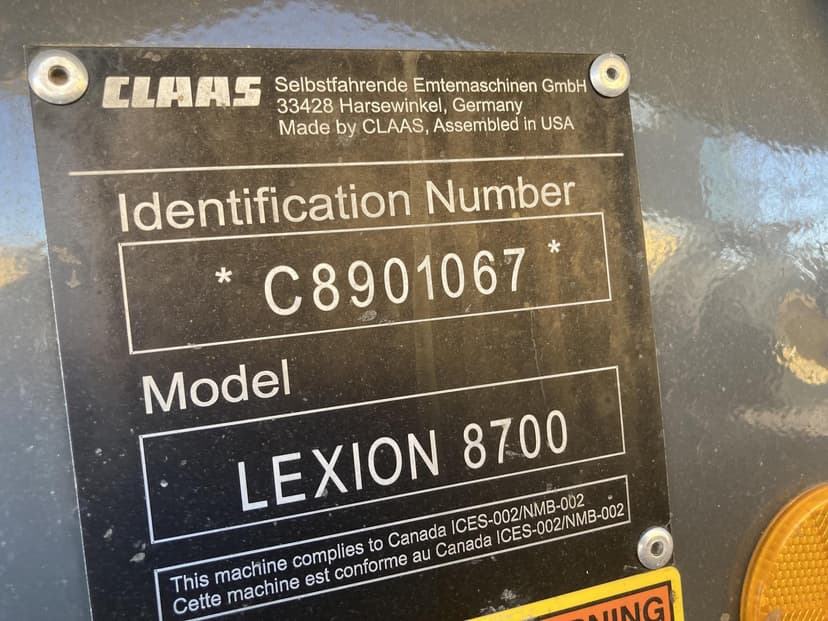 CLAAS Selbstfahrende Erntemaschinen GmbH
33428 Harsewinkel, Germany
Made by CLAAS, Assembled in USA
Identification Number
* C8901067 *
Model
LEXION 8700
This machine complies to Canada ICES-002/NMB-002
Cette machine est conforme au Canada ICES-002/NMB-002